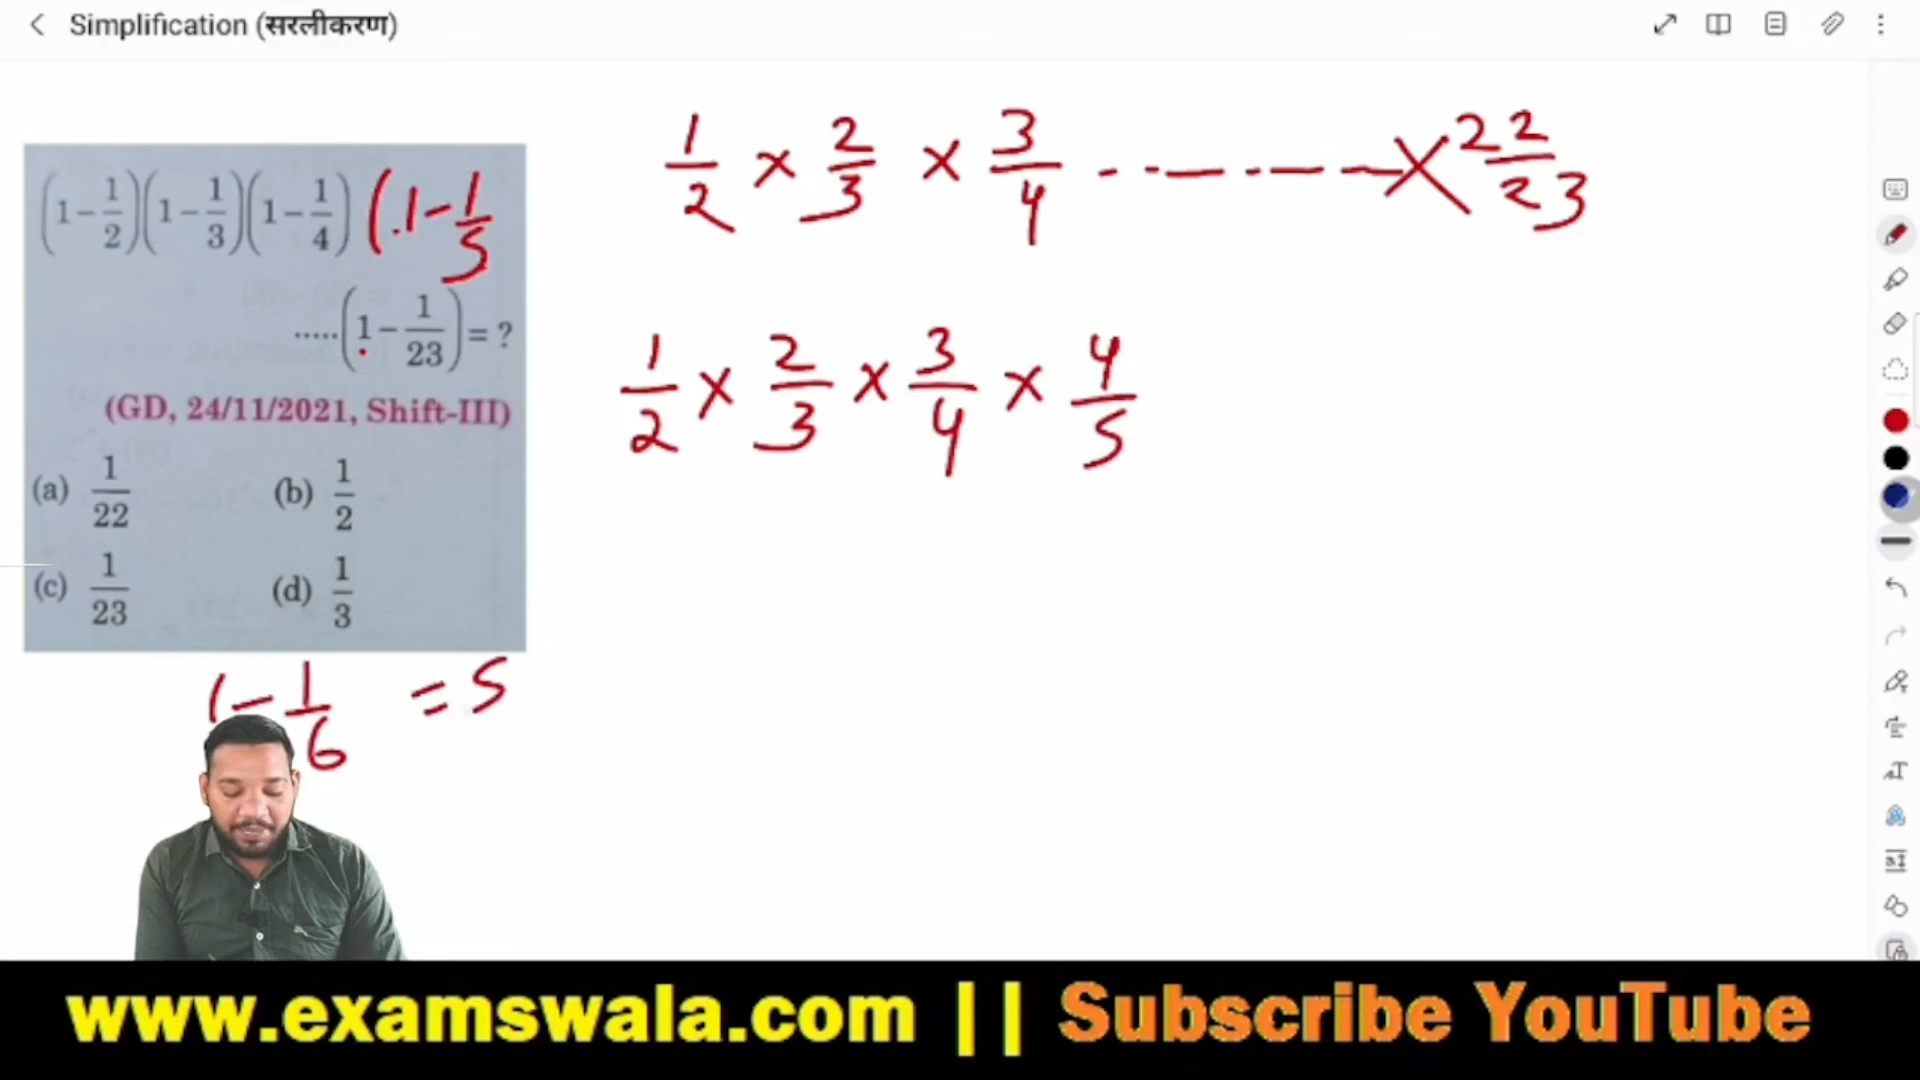 Simplification (सरलीकरण)
1/2 × 2/3 × 3/4 ........ × 22/23
(1 − 1/2)(1 − 1/3)(1 − 1/4) (.1 − 1/5
.....(1 − 1/23) = ?
1/2 × 2/3 × 3/4 × 4/5
(GD, 24/11/2021, Shift-III)
(a) 1/22 (b) 1/2
(c) 1/23 (d) 1/3
1 − 1/6 = 5
www.examswala.com || Subscribe YouTube